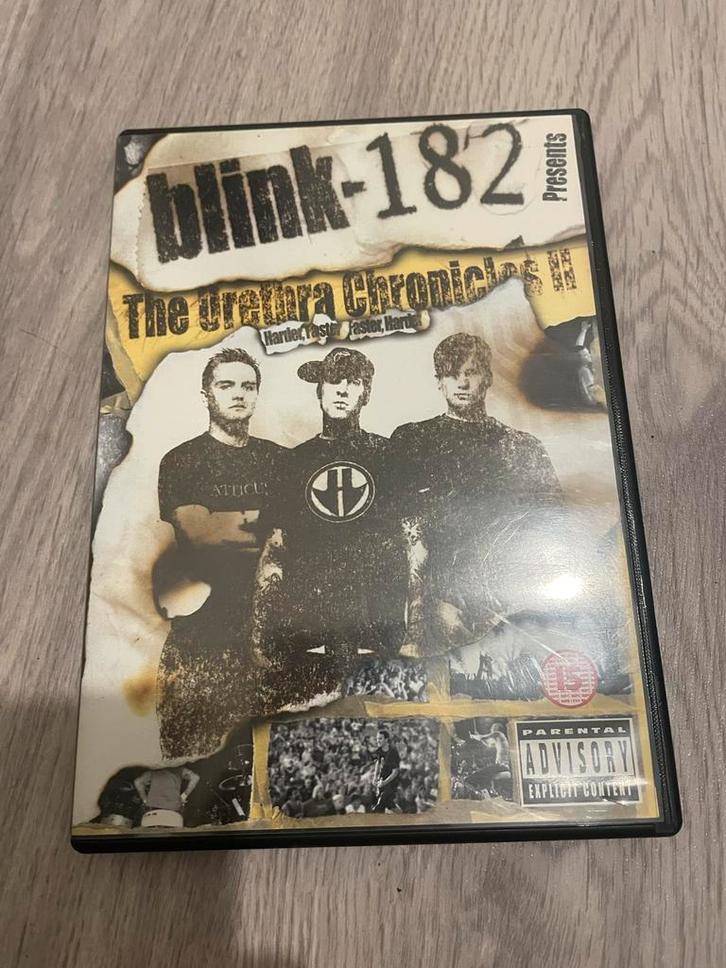 blink-182
Presents
The Urethra Chronicles II
Harder, Faster. Faster, Harder
ATTICUS
15
PARENTAL
ADVISORY
EXPLICIT CONTENT